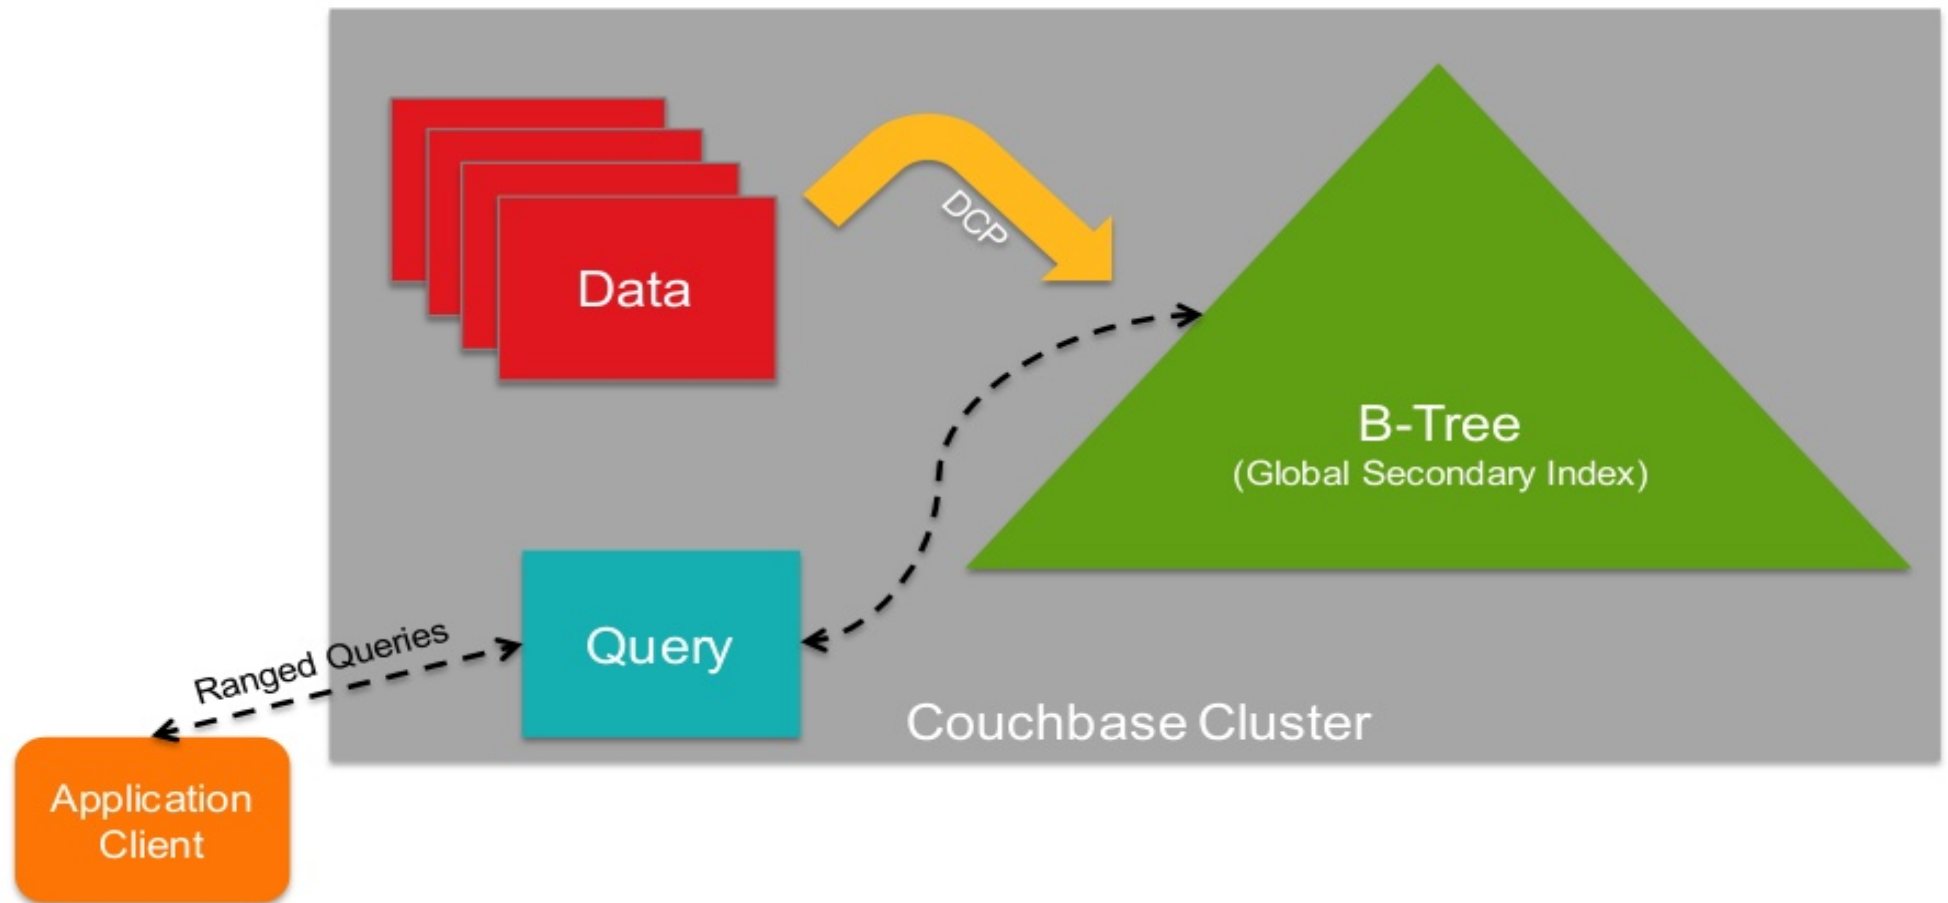 DCP
Data
B-Tree
(Global Secondary Index)
Query
Ranged Queries
Couchbase Cluster
Application
Client